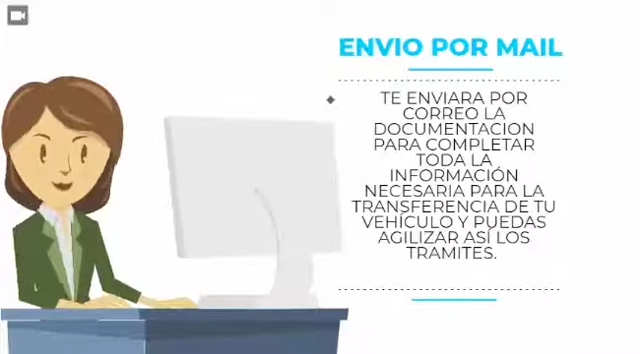 ENVIO POR MAIL
TE ENVIARA POR
CORREO LA
DOCUMENTACION
PARA COMPLETAR
TODA LA
INFORMACIÓN
NECESARIA PARA LA
TRANSFERENCIA DE TU
VEHÍCULO Y PUEDAS
AGILIZAR ASÍ LOS
TRAMITES.